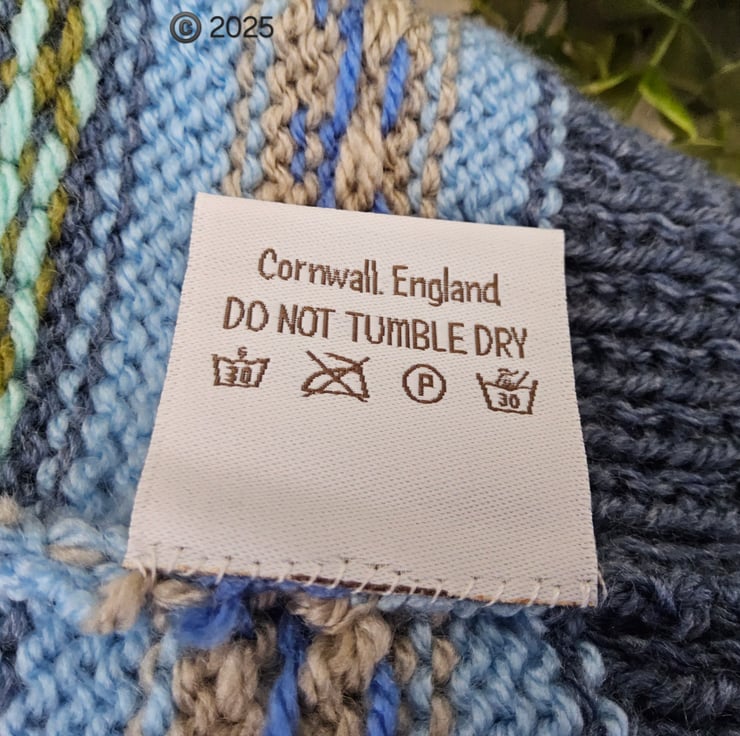 © 2025
Cornwall. England
DO NOT TUMBLE DRY
30 P 30